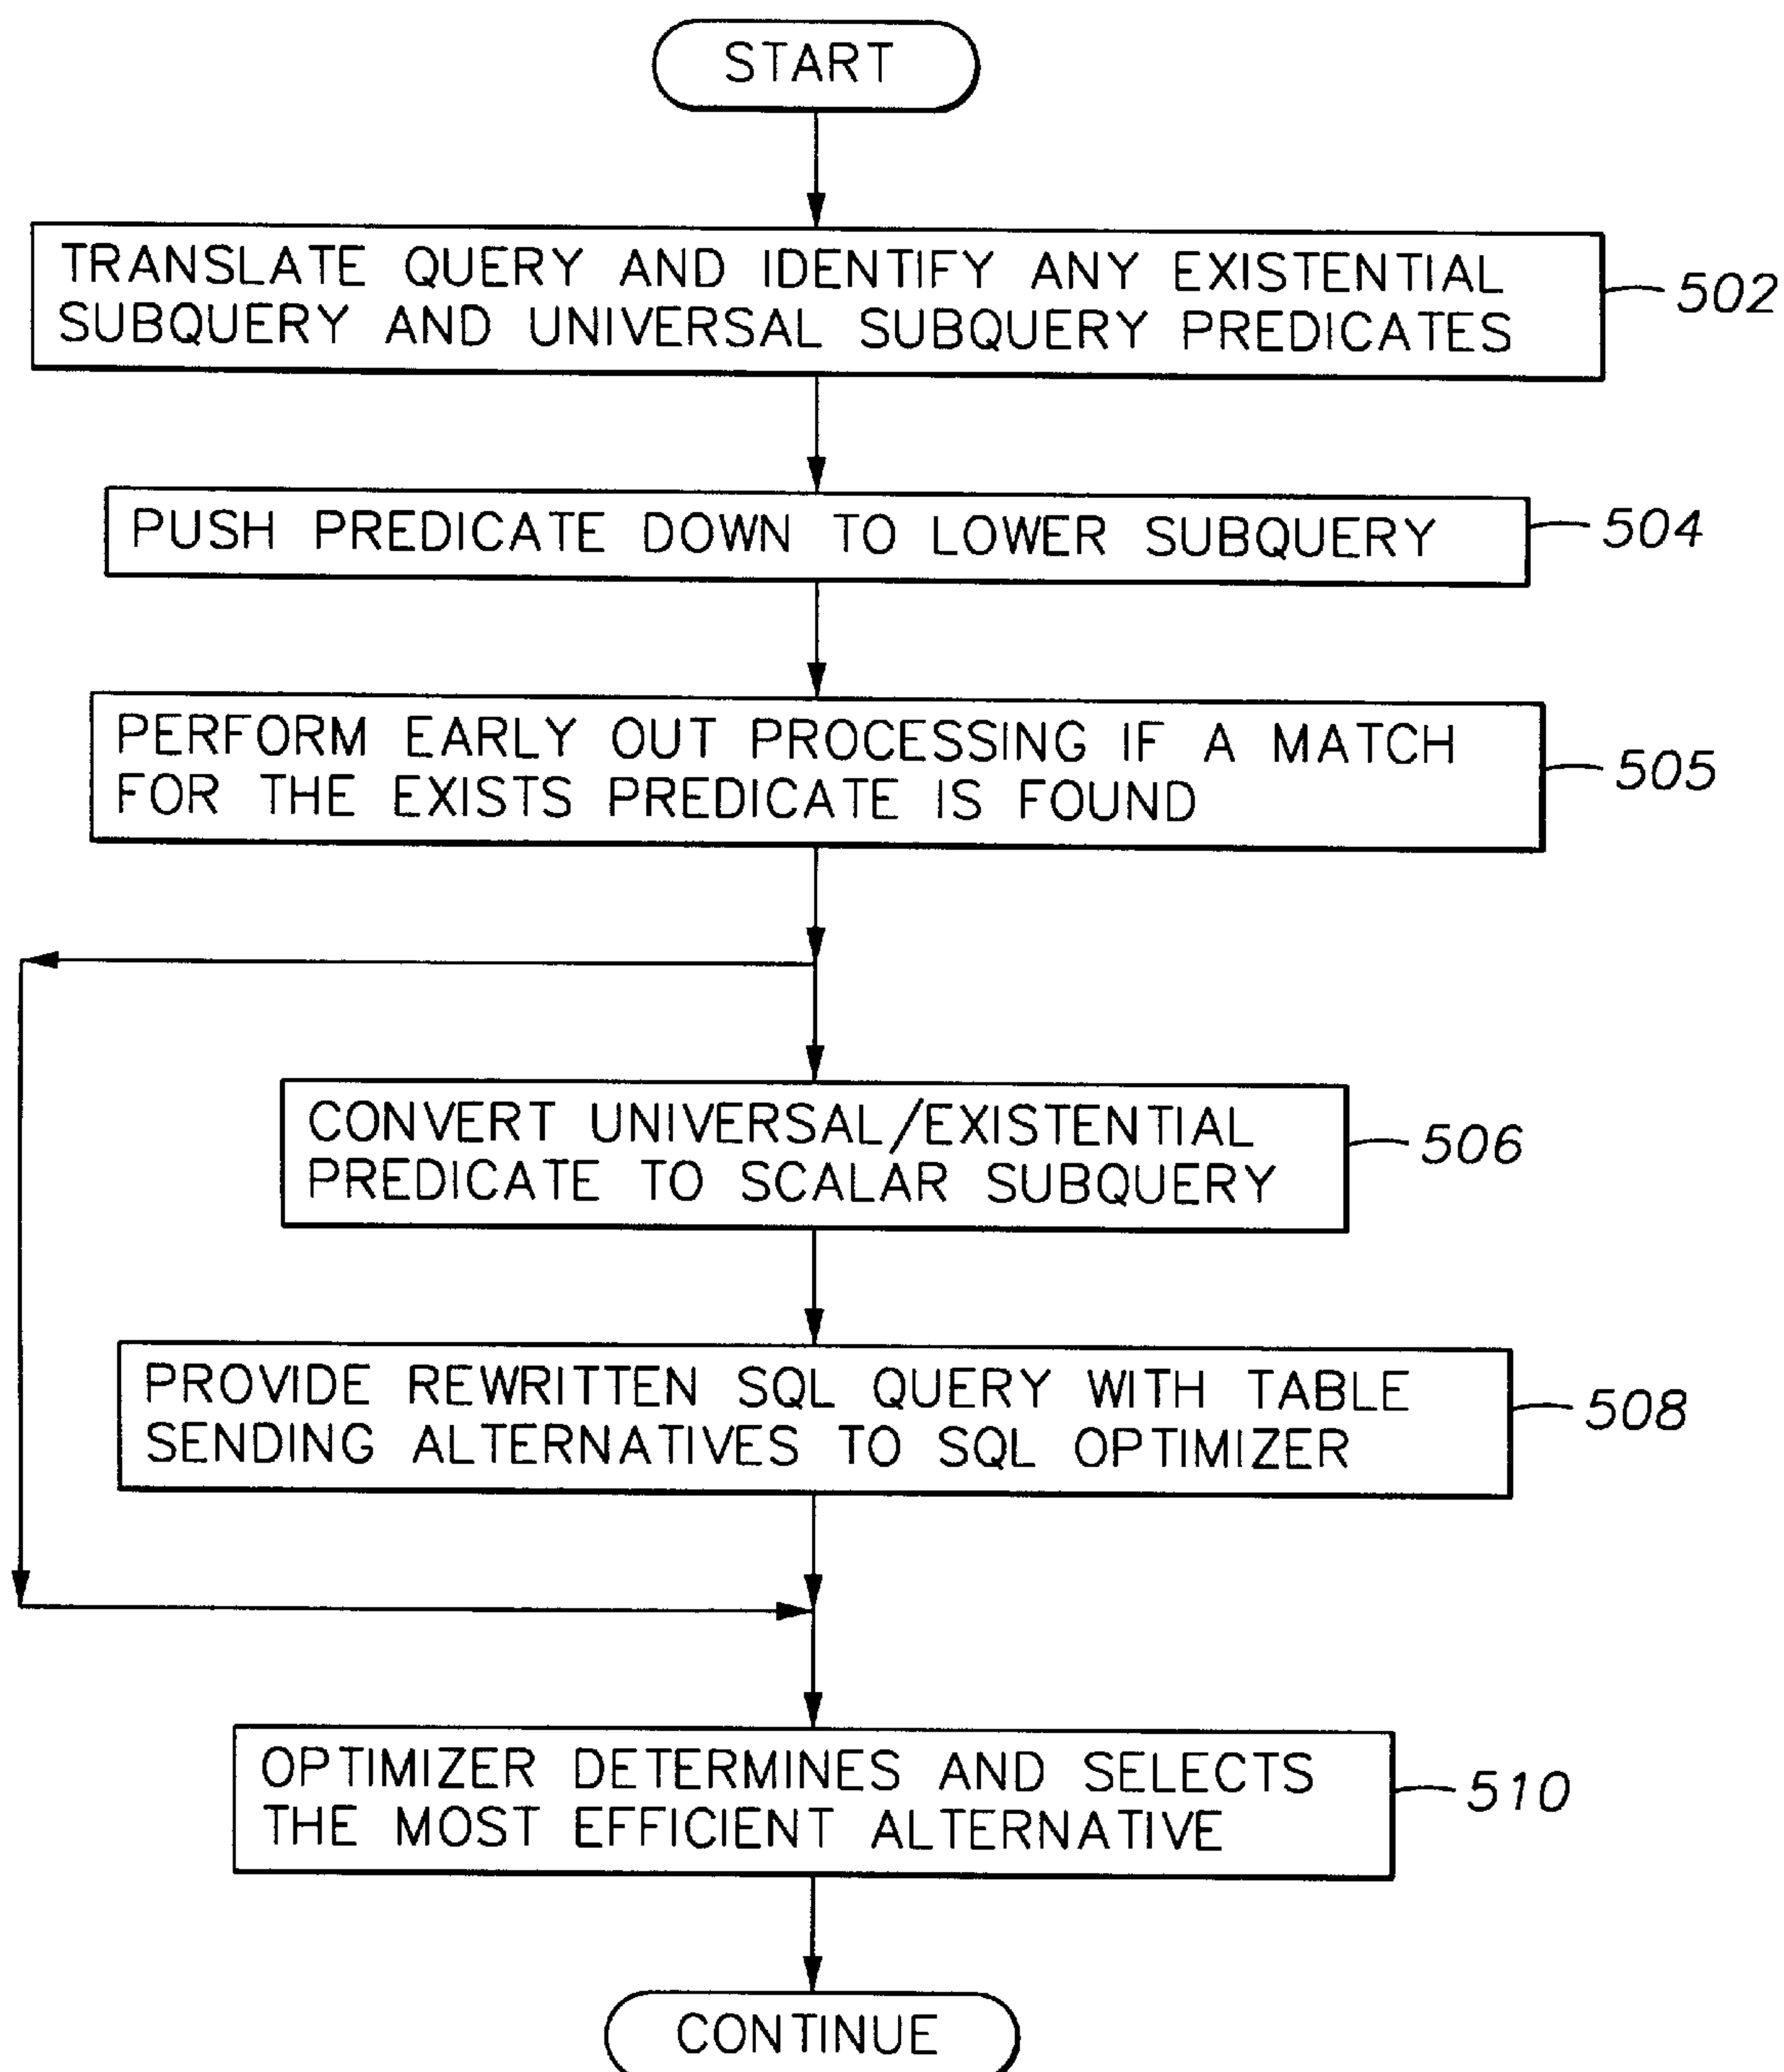 START
TRANSLATE QUERY AND IDENTIFY ANY EXISTENTIAL
SUBQUERY AND UNIVERSAL SUBQUERY PREDICATES
502
PUSH PREDICATE DOWN TO LOWER SUBQUERY
504
PERFORM EARLY OUT PROCESSING IF A MATCH
FOR THE EXISTS PREDICATE IS FOUND
505
CONVERT UNIVERSAL/EXISTENTIAL
PREDICATE TO SCALAR SUBQUERY
506
PROVIDE REWRITTEN SQL QUERY WITH TABLE
SENDING ALTERNATIVES TO SQL OPTIMIZER
508
OPTIMIZER DETERMINES AND SELECTS
THE MOST EFFICIENT ALTERNATIVE
510
CONTINUE